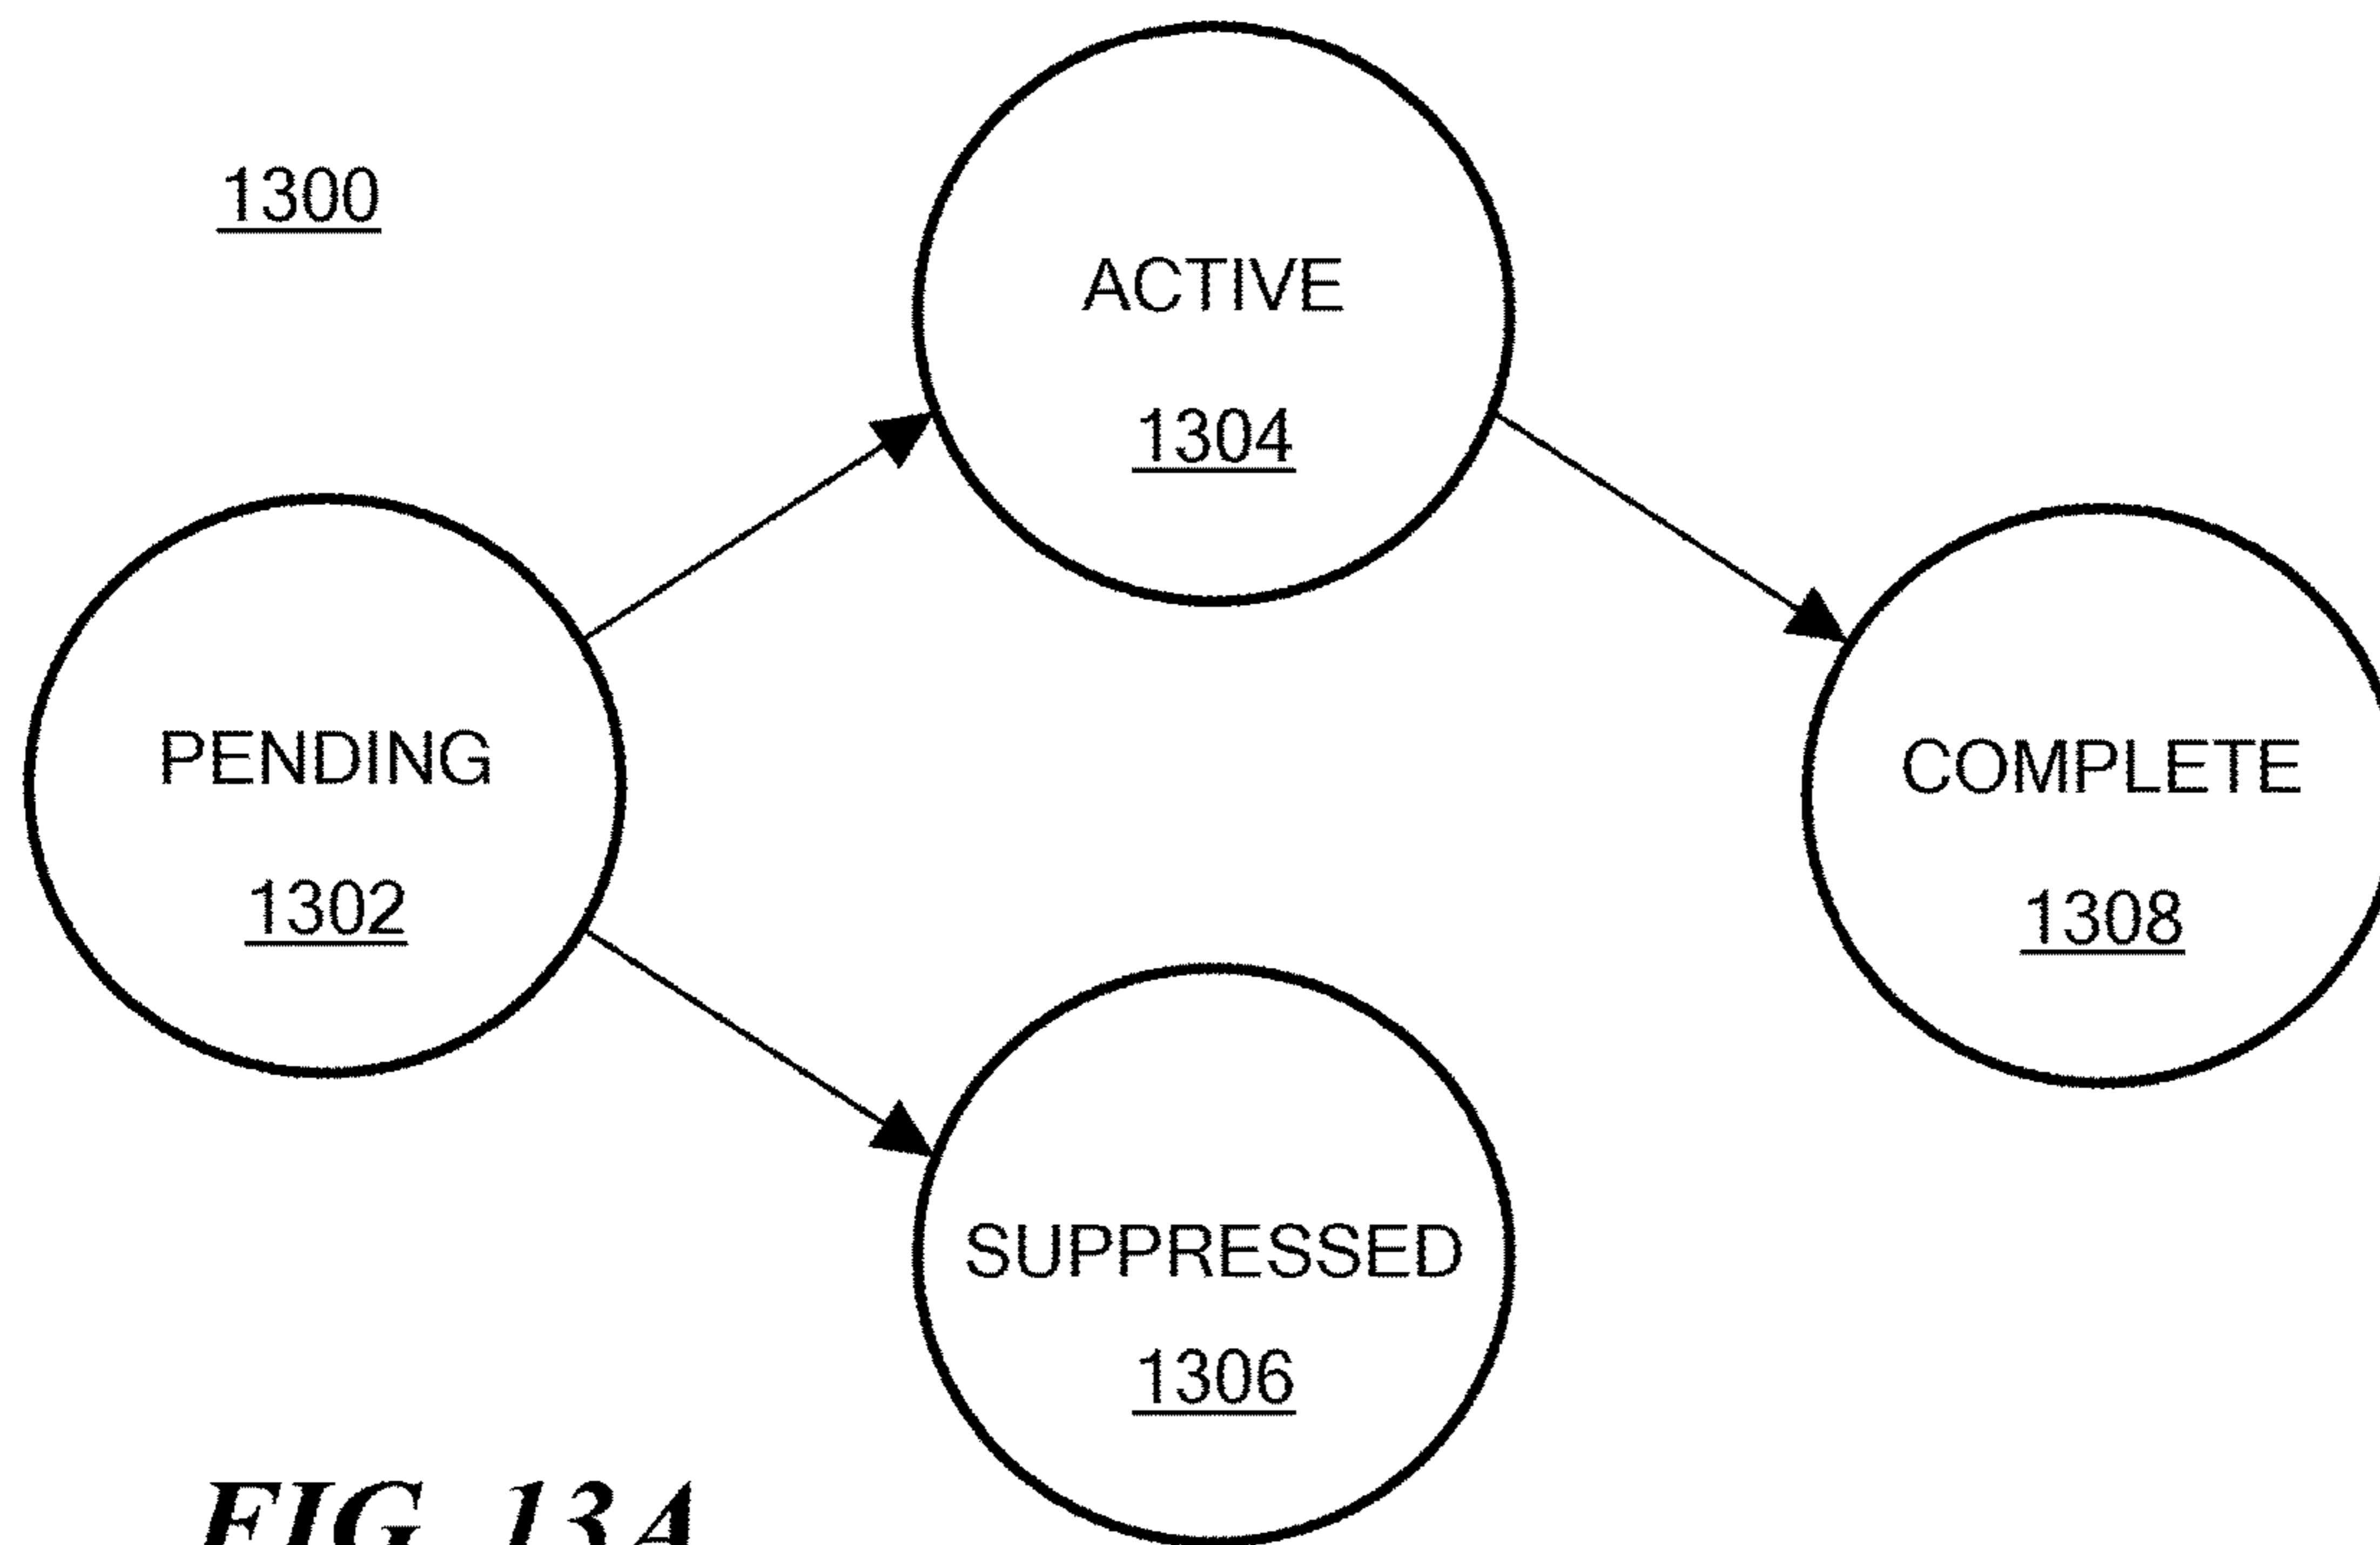 1300
ACTIVE
1304
PENDING
1302
COMPLETE
1308
SUPPRESSED
1306
FIG. 13A